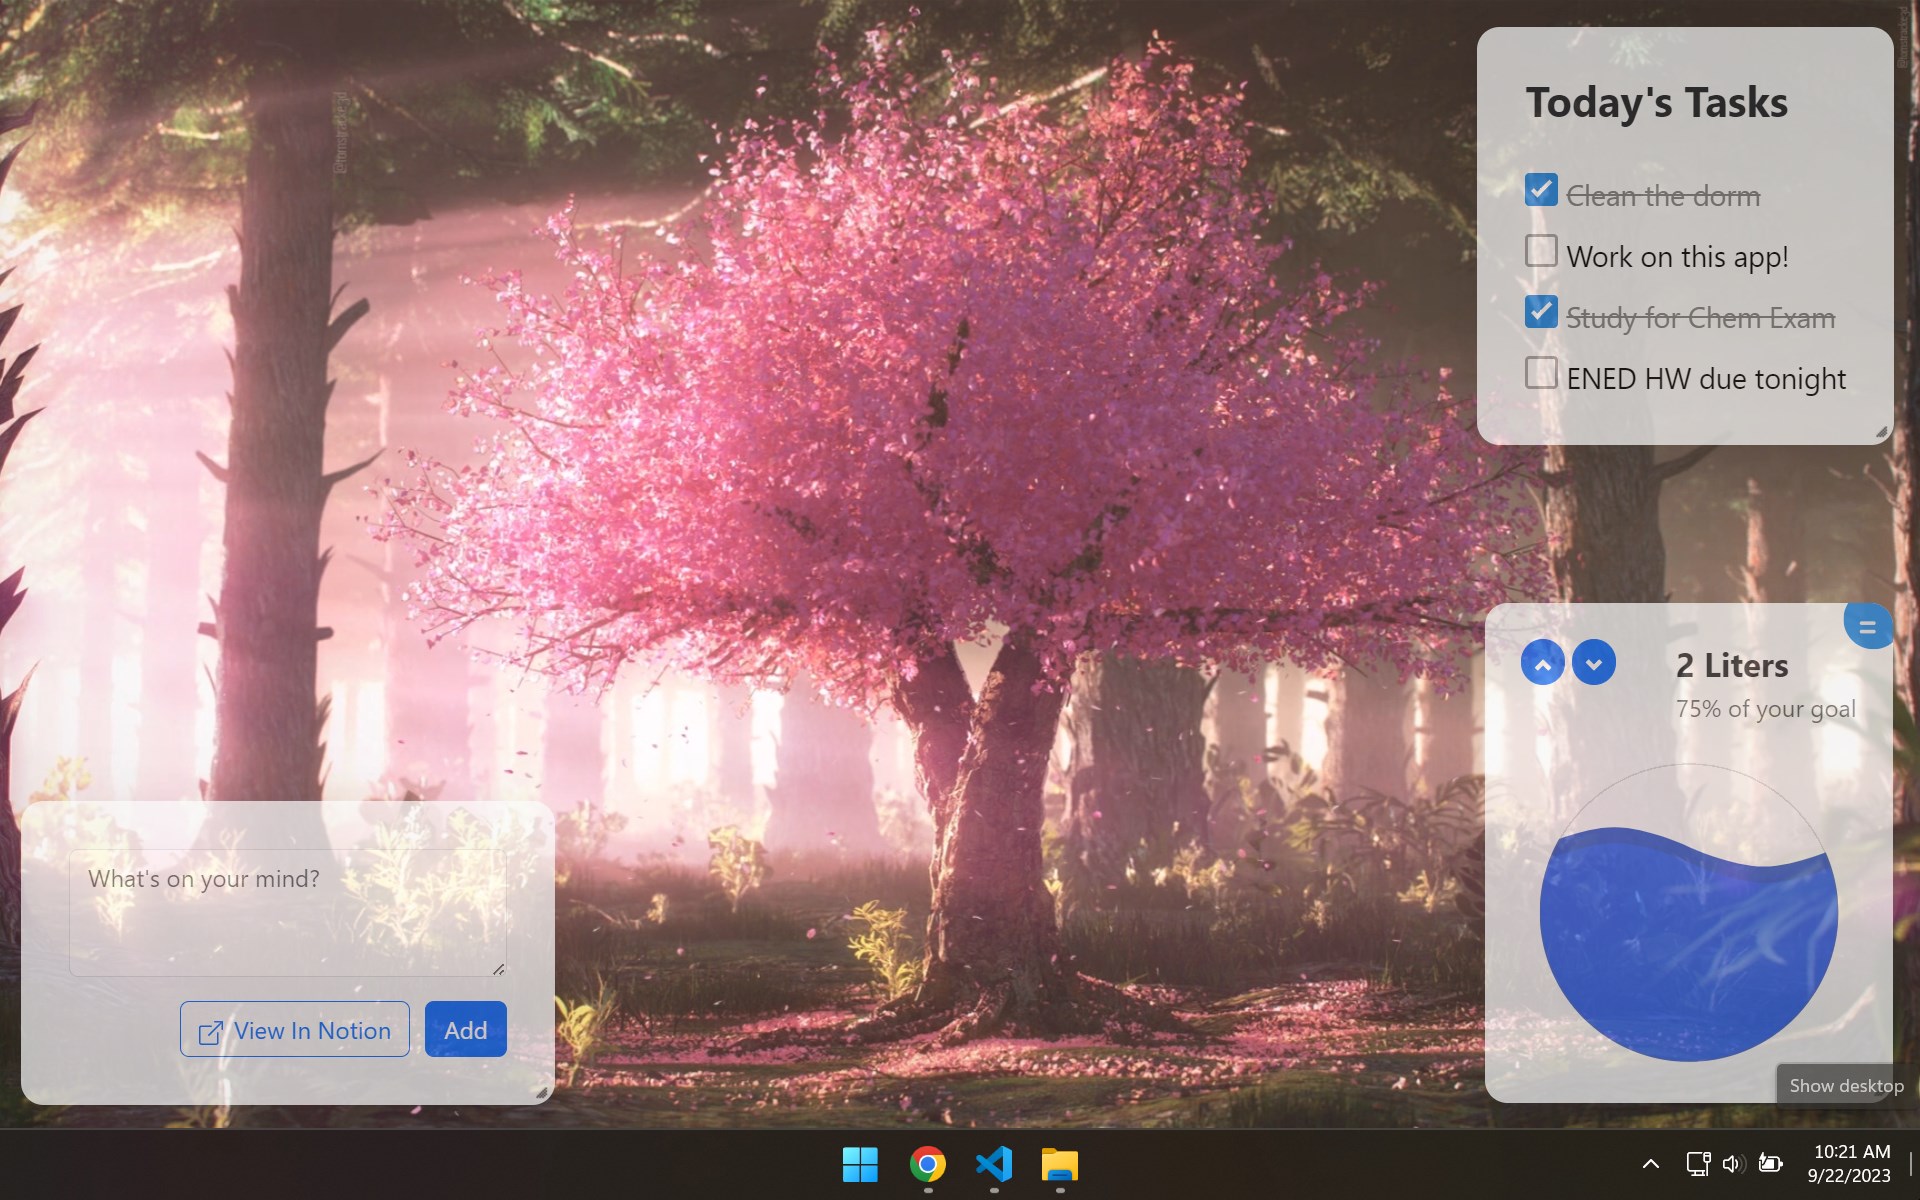 Today's Tasks
Clean the dorm
Work on this app!
Study for Chem Exam
ENED HW due tonight
2 Liters
75% of your goal
What's on your mind?
View In Notion
Add
Show desktop
10:21 AM
9/22/2023